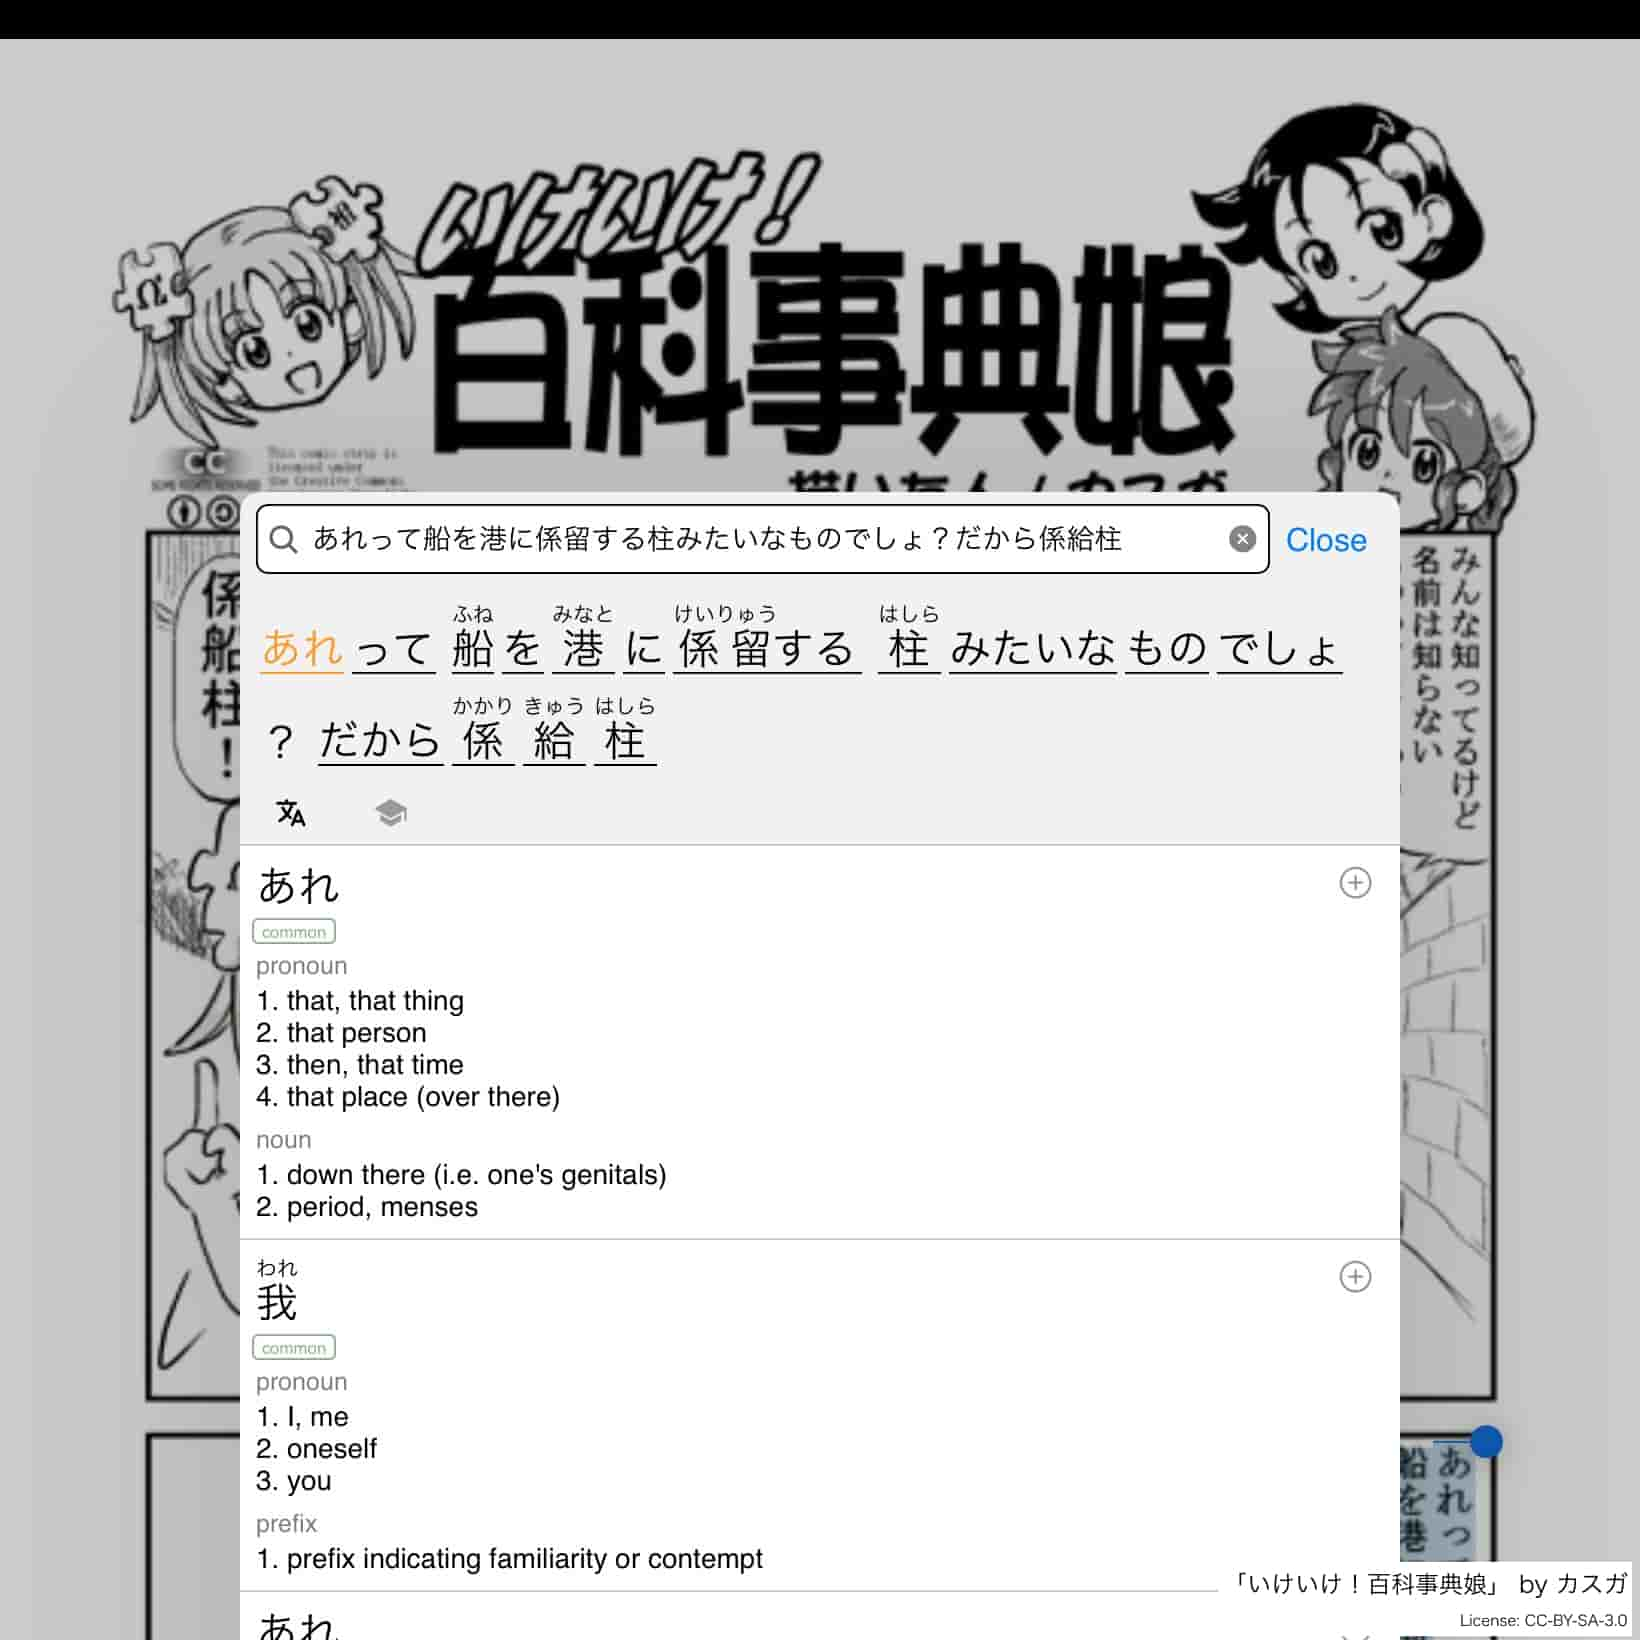 いけいけ！
百科事典娘
CC
SOME RIGHTS RESERVED
This comic strip is
licensed under
the Creative Commons
係船柱！
みんな知ってるけど
名前は知らない
あれって船を港に係留する柱みたいなものでしょ？だから係給柱
Close
ふね みなと けいりゅう はしら
あれって船を港に係留する 柱みたいなものでしょ
かかり きゅう はしら
？だから係給柱
文A
あれ
common
pronoun
1. that, that thing
2. that person
3. then, that time
4. that place (over there)
noun
1. down there (i.e. one's genitals)
2. period, menses
われ
我
common
pronoun
1. I, me
2. oneself
3. you
prefix
1. prefix indicating familiarity or contempt
あれ
あれっ
船を港
「いけいけ！百科事典娘」 by カスガ
License: CC-BY-SA-3.0